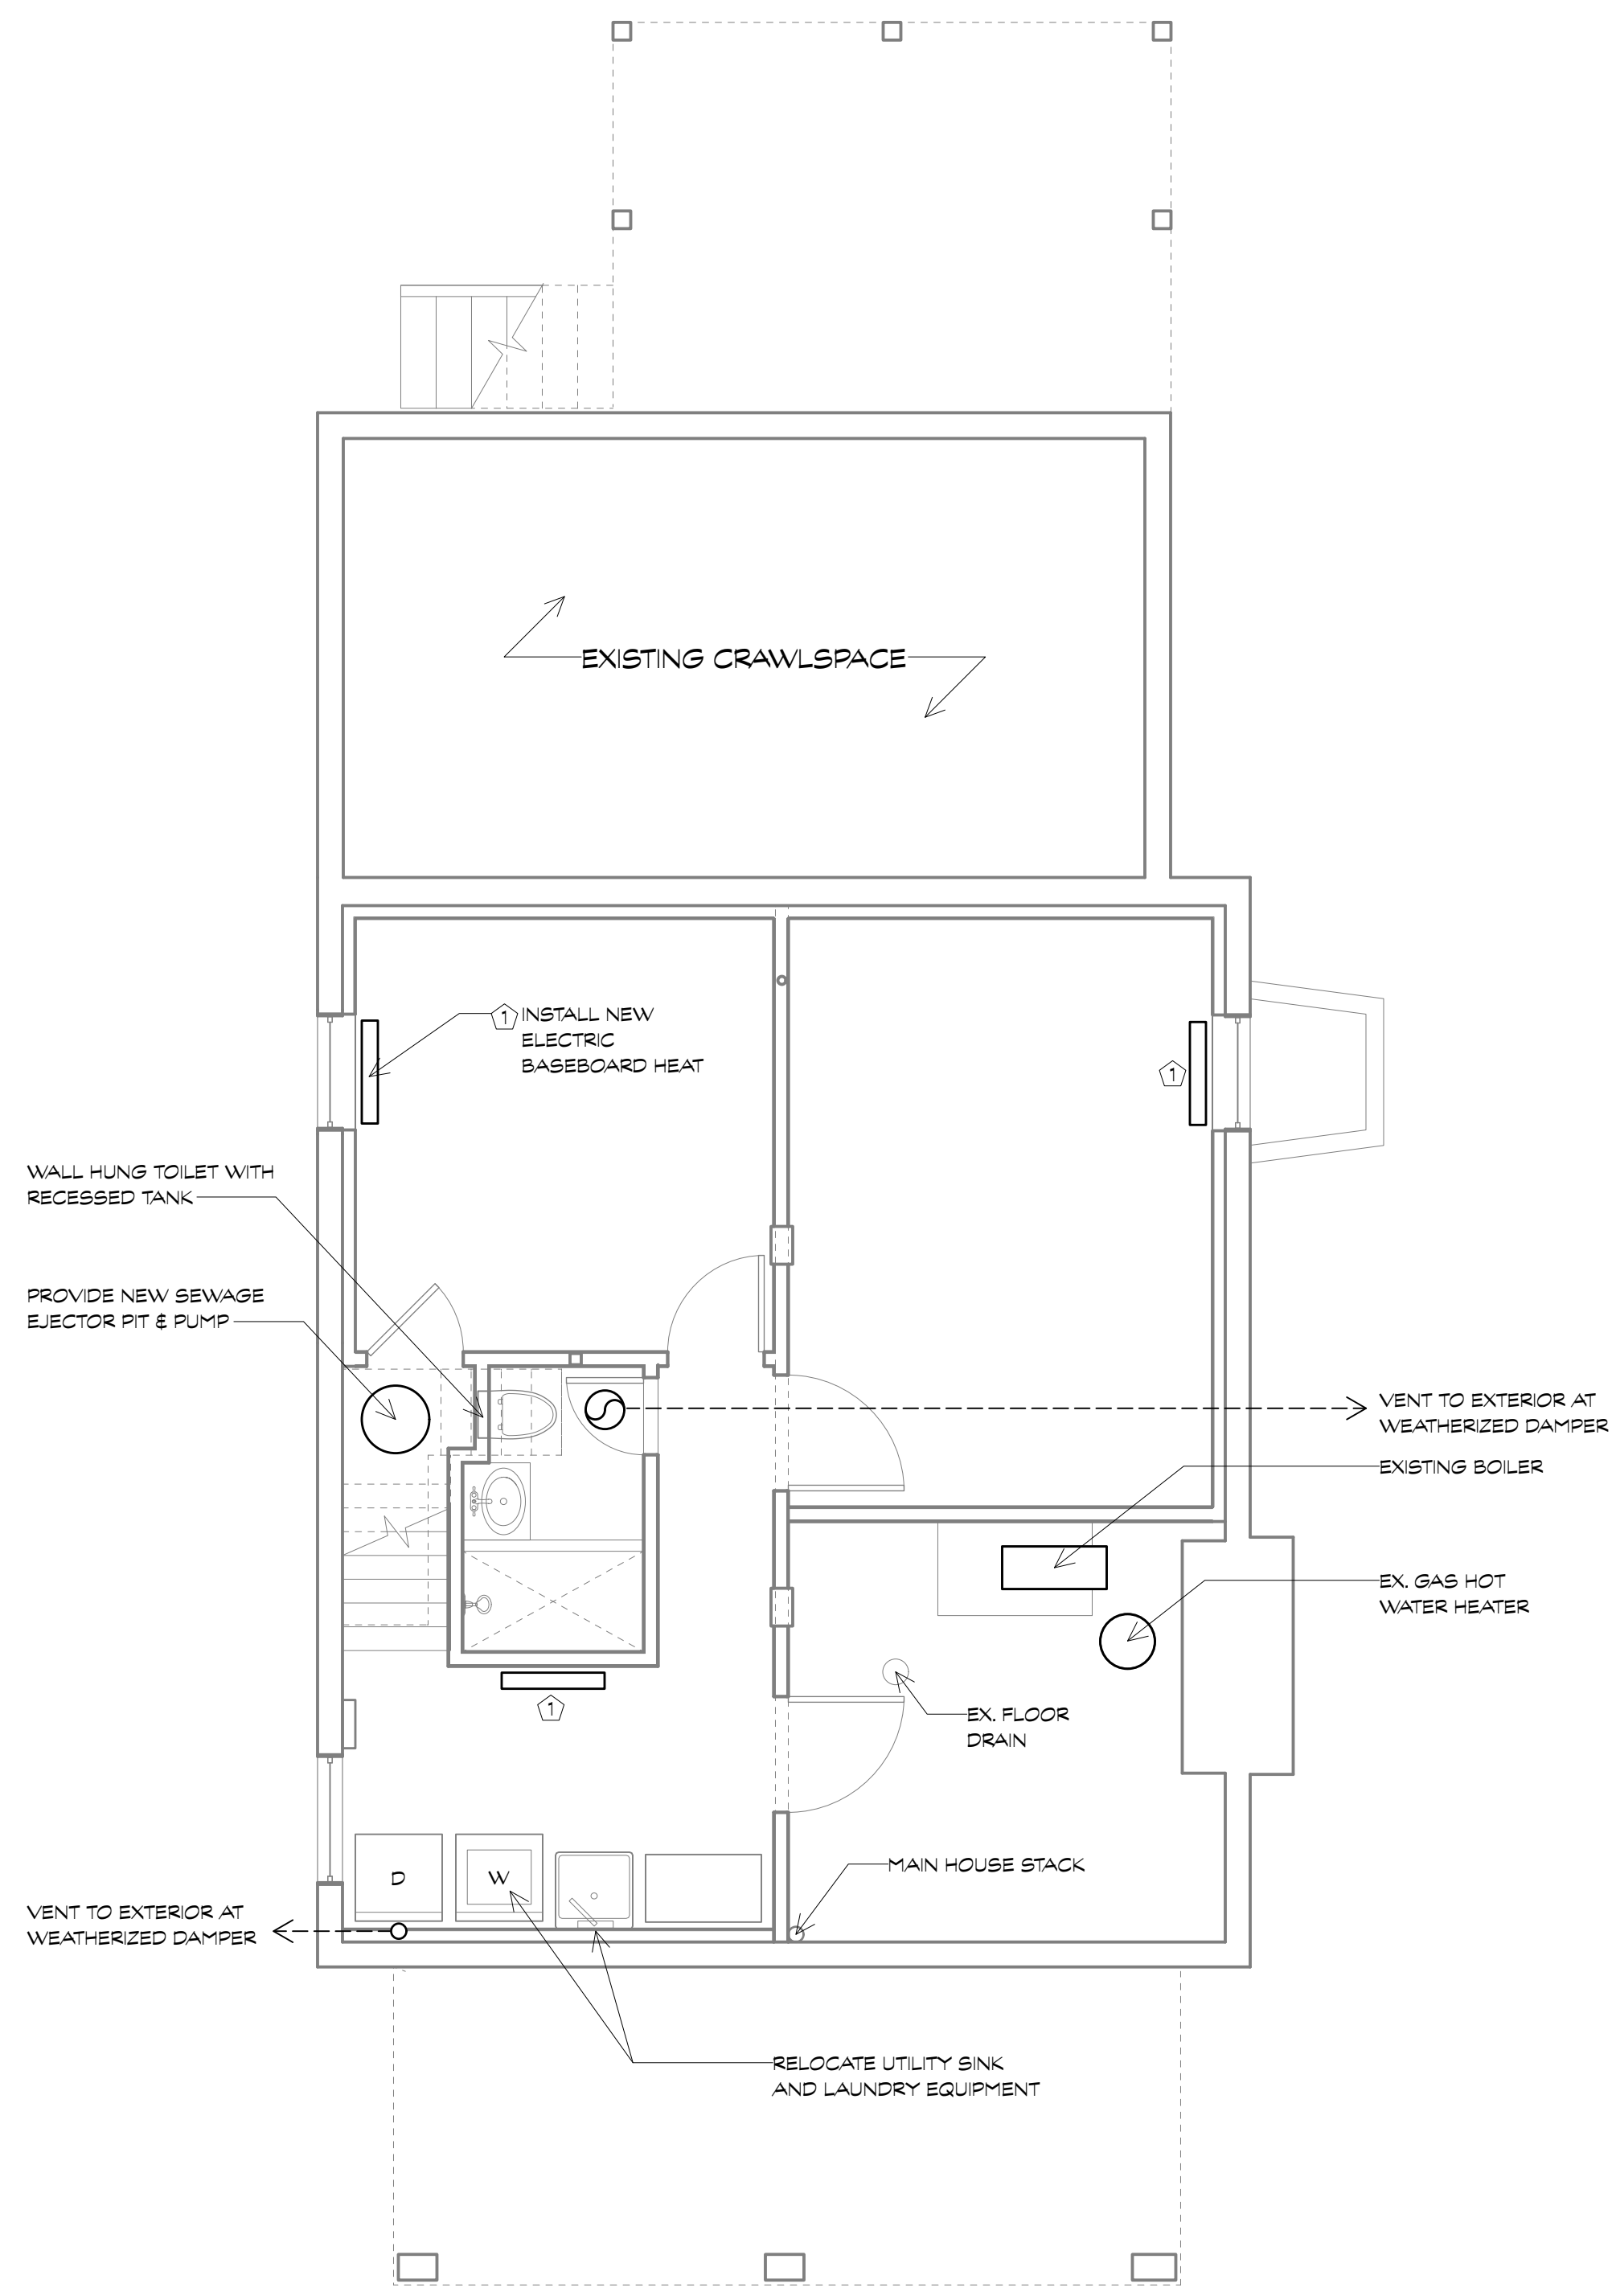 EXISTING CRAWLSPACE
1 INSTALL NEW
ELECTRIC
BASEBOARD HEAT
1
WALL HUNG TOILET WITH
RECESSED TANK
PROVIDE NEW SEWAGE
EJECTOR PIT & PUMP
VENT TO EXTERIOR AT
WEATHERIZED DAMPER
EXISTING BOILER
EX. GAS HOT
WATER HEATER
1
EX. FLOOR
DRAIN
MAIN HOUSE STACK
D
W
VENT TO EXTERIOR AT
WEATHERIZED DAMPER
RELOCATE UTILITY SINK
AND LAUNDRY EQUIPMENT